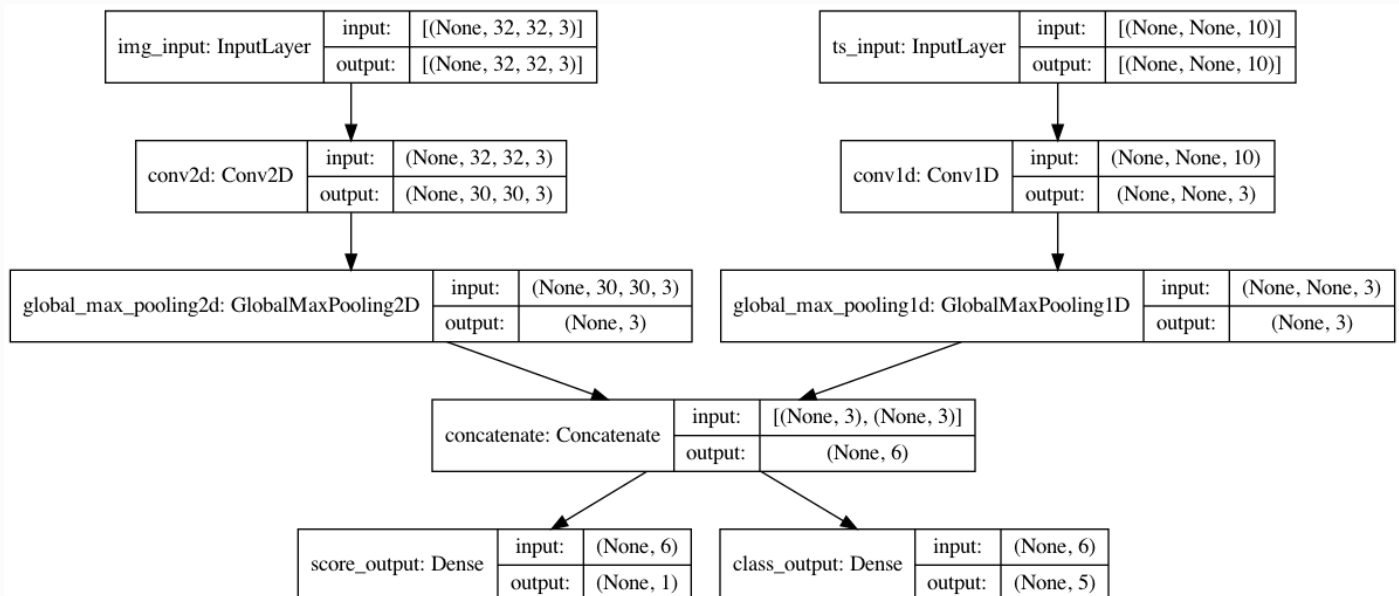 img_input: InputLayer input: [(None, 32, 32, 3)] output: [(None, 32, 32, 3)]
ts_input: InputLayer input: [(None, None, 10)] output: [(None, None, 10)]
conv2d: Conv2D input: (None, 32, 32, 3) output: (None, 30, 30, 3)
conv1d: Conv1D input: (None, None, 10) output: (None, None, 3)
global_max_pooling2d: GlobalMaxPooling2D input: (None, 30, 30, 3) output: (None, 3)
global_max_pooling1d: GlobalMaxPooling1D input: (None, None, 3) output: (None, 3)
concatenate: Concatenate input: [(None, 3), (None, 3)] output: (None, 6)
score_output: Dense input: (None, 6) output: (None, 1)
class_output: Dense input: (None, 6) output: (None, 5)